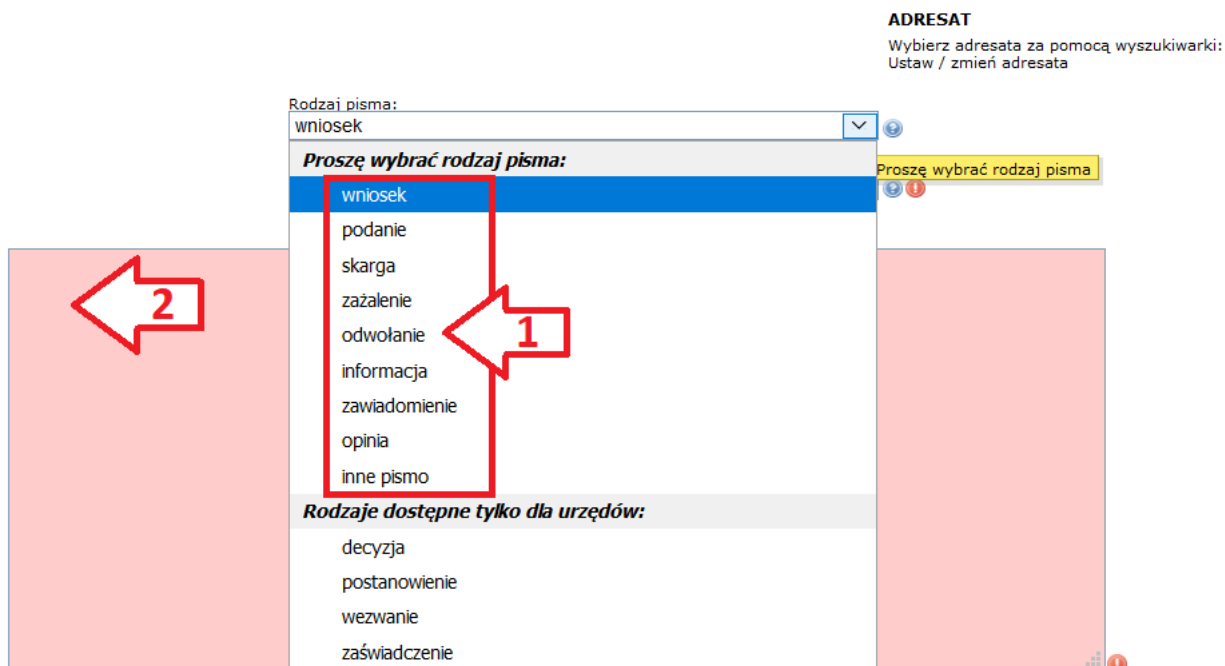 ADRESAT
Wybierz adresata za pomocą wyszukiwarki:
Ustaw / zmień adresata
Rodzaj pisma:
wniosek
Proszę wybrać rodzaj pisma:
Proszę wybrać rodzaj pisma
wniosek
podanie
skarga
zażalenie
2
odwołanie
1
informacja
zawiadomienie
opinia
inne pismo
Rodzaje dostępne tylko dla urzędów:
decyzja
postanowienie
wezwanie
zaświadczenie